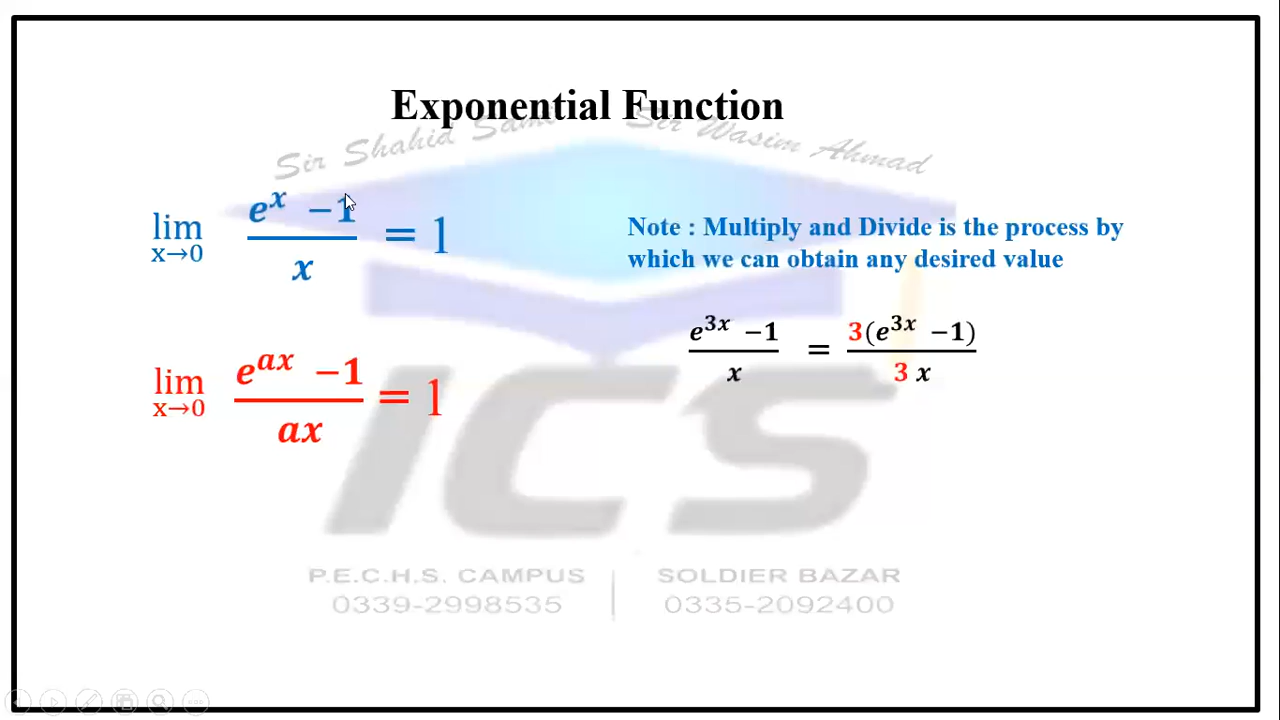 Exponential Function
Sir Shahid Sami Sir Wasim Ahmad
lim x→0 (e^x − 1)/x = 1
Note : Multiply and Divide is the process by
which we can obtain any desired value
(e^{3x} − 1)/x = 3(e^{3x} − 1)/3 x
lim x→0 (e^{ax} − 1)/ax = 1
ICS
P.E.C.H.S. CAMPUS | SOLDIER BAZAR
0339-2998535 | 0335-2092400